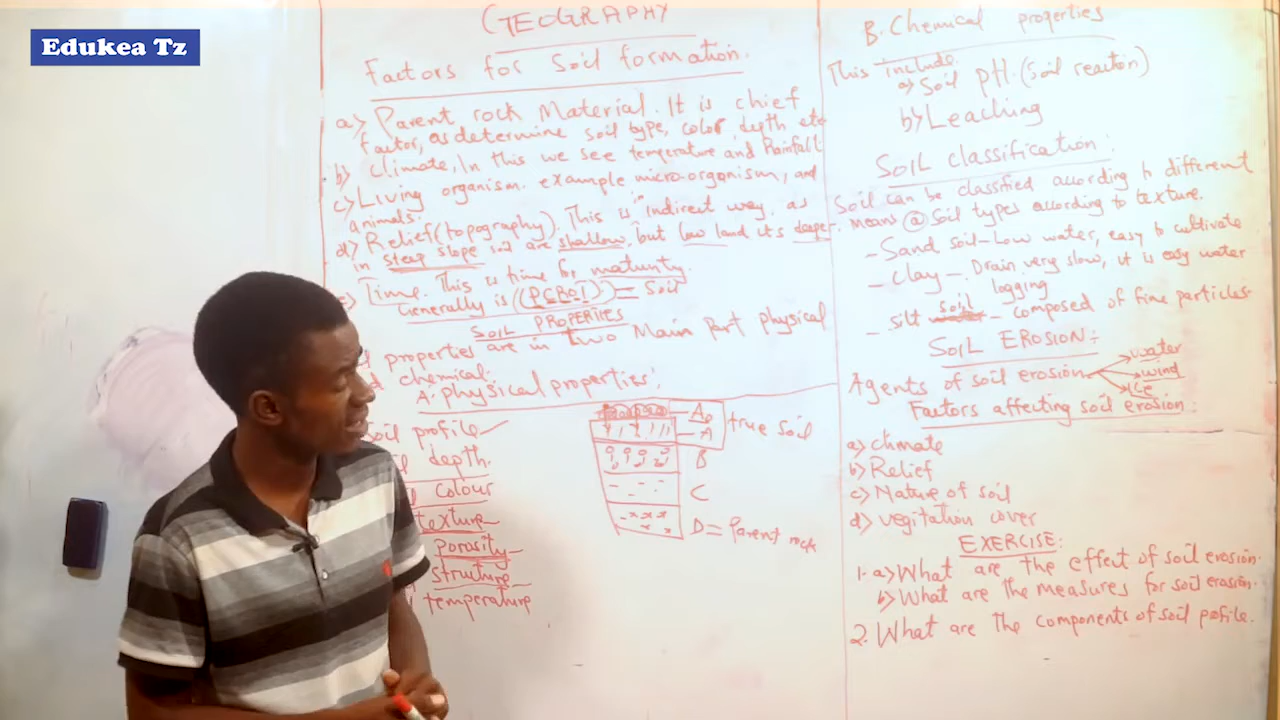 Edukea Tz
GEOGRAPHY
Factors for Soil formation.
a) Parent rock Material. It is chief
factor, as determine soil type, color, depth etc
b) Climate, In this we see temperature and Rainfall
c) Living organism. example micro-organism, and
animals.
d) Relief (topography). This is "indirect way. as
in steep slope soil are shallow, but low land it's deeper.
Time. This is time for maturity.
Generally is (PCROT) = Soil
SOIL PROPERTIES
properties are in two Main part physical
chemical.
A: physical properties:
soil profile
depth.
colour
texture
porosity
struture
temperature
A₀
A
true soil
B
C
D = Parent rock
B. Chemical properties
This include.
a) Soil pH. (soil reacton)
b) Leaching
SOIL classification:
Soil can be classified according to different
means @ Soil types according to texture.
- Sand soil - Low water, easy to cultivate
- clay - Drain very slow, it is easy water
logging
- silt soil - composed of fine particles.
SOIL EROSION:
Agents of soil erosion
water
wind
Ice
Factors affecting soil erosion:
a) climate
b) Relief
c) Nature of soil
d) vegitation cover
EXERCISE:
1. a) What are the effect of soil erosion.
b) What are the measures for soil erosion.
2. What are the components of soil profile.